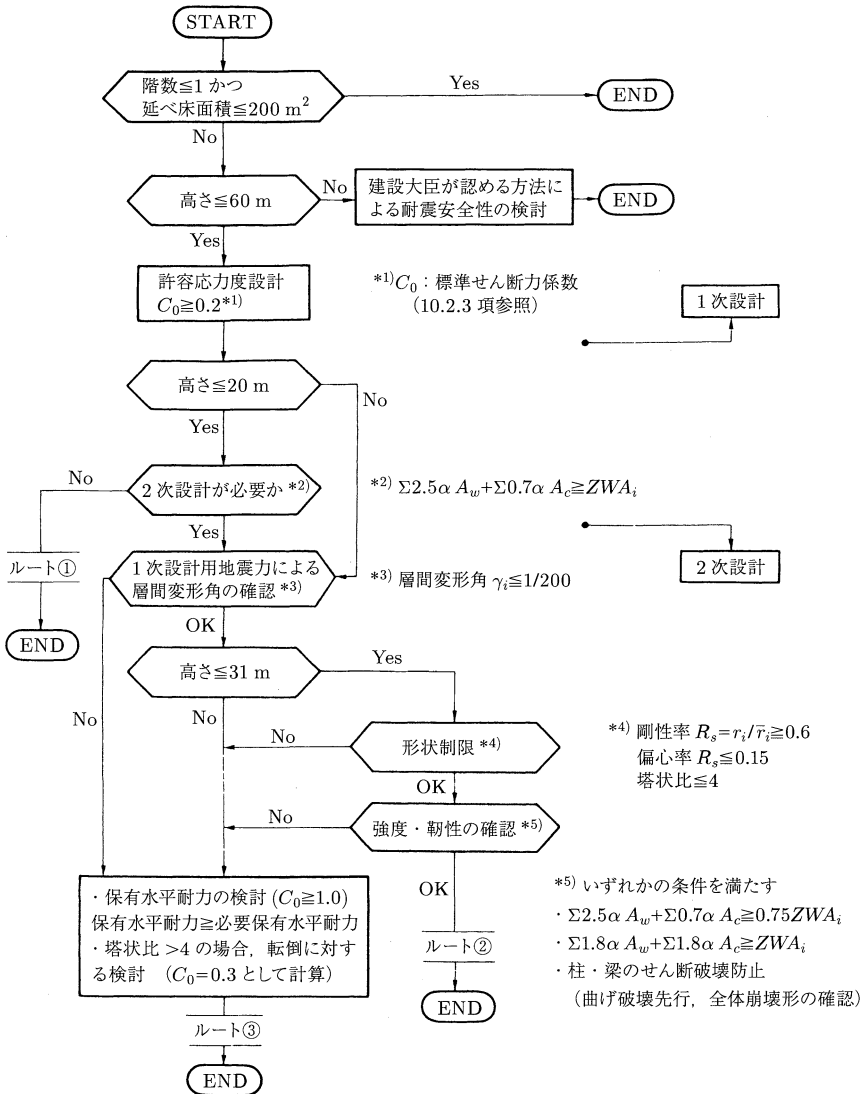 START
階数≦1 かつ
延べ床面積≦200 m²
Yes
END
No
高さ≦60 m
No
建設大臣が認める方法に
よる耐震安全性の検討
END
Yes
許容応力度設計
C₀≧0.2*1)
*1)C₀：標準せん断力係数
（10.2.3 項参照）
1次設計
高さ≦20 m
No
Yes
No
2次設計が必要か*2)
*2) Σ2.5α A_w+Σ0.7α A_c≧ZWA_i
Yes
ルート①
1次設計用地震力による
層間変形角の確認*3)
*3) 層間変形角 γ_i≦1/200
2次設計
END
OK
高さ≦31 m
Yes
No
No
No
形状制限*4)
*4) 剛性率 R_s=r_i/r̄_i≧0.6
偏心率 R_s≦0.15
塔状比≦4
OK
No
強度・靭性の確認*5)
・保有水平耐力の検討 (C₀≧1.0)
保有水平耐力≧必要保有水平耐力
・塔状比 >4 の場合，転倒に対す
る検討 （C₀=0.3 として計算）
OK
*5) いずれかの条件を満たす
・Σ2.5α A_w+Σ0.7α A_c≧0.75ZWA_i
・Σ1.8α A_w+Σ1.8α A_c≧ZWA_i
・柱・梁のせん断破壊防止
（曲げ破壊先行，全体崩壊形の確認）
ルート②
END
ルート③
END